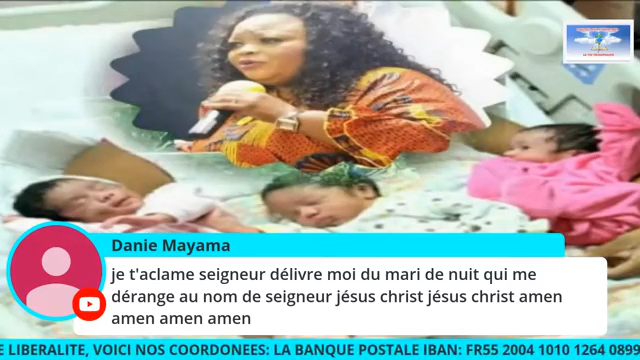 Danie Mayama
je t'aclame seigneur délivre moi du mari de nuit qui me
dérange au nom de seigneur jésus christ jésus christ amen
amen amen amen
E LIBERALITE, VOICI NOS COORDONEES: LA BANQUE POSTALE IBAN: FR55 2004 1010 1264 0899